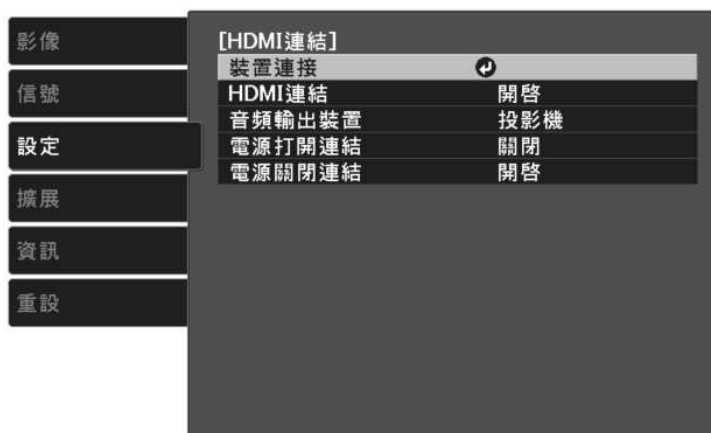 影像
信號
設定
擴展
資訊
重設
[HDMI連結]
裝置連接
HDMI連結 開啓
音頻輸出裝置 投影機
電源打開連結 關閉
電源關閉連結 開啓